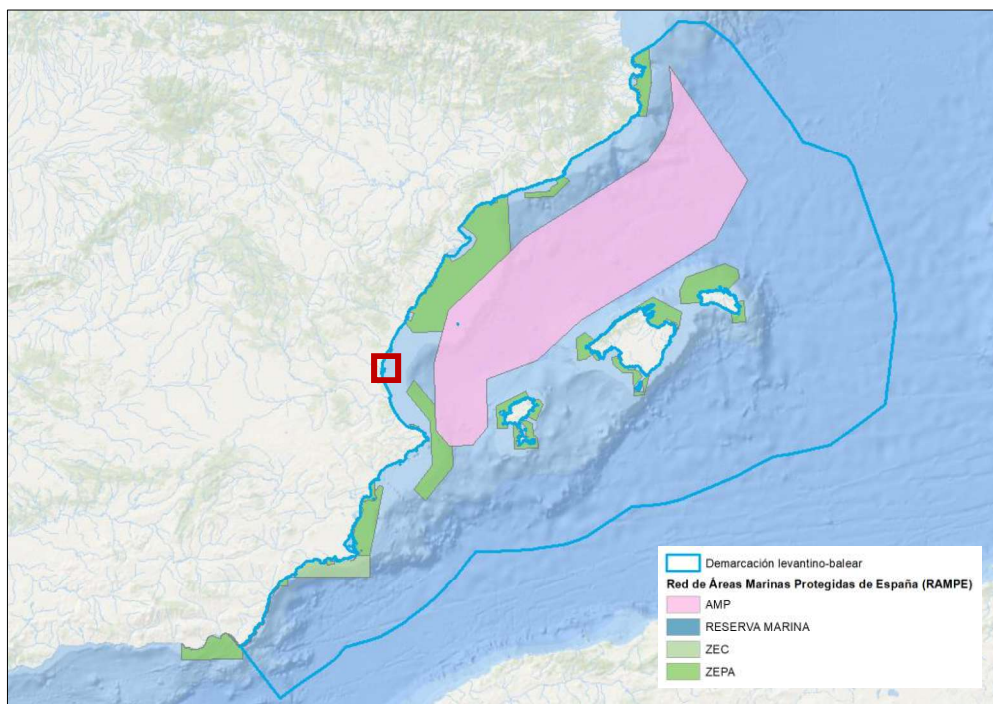 Demarcación levantino-balear
Red de Áreas Marinas Protegidas de España (RAMPE)
AMP
RESERVA MARINA
ZEC
ZEPA